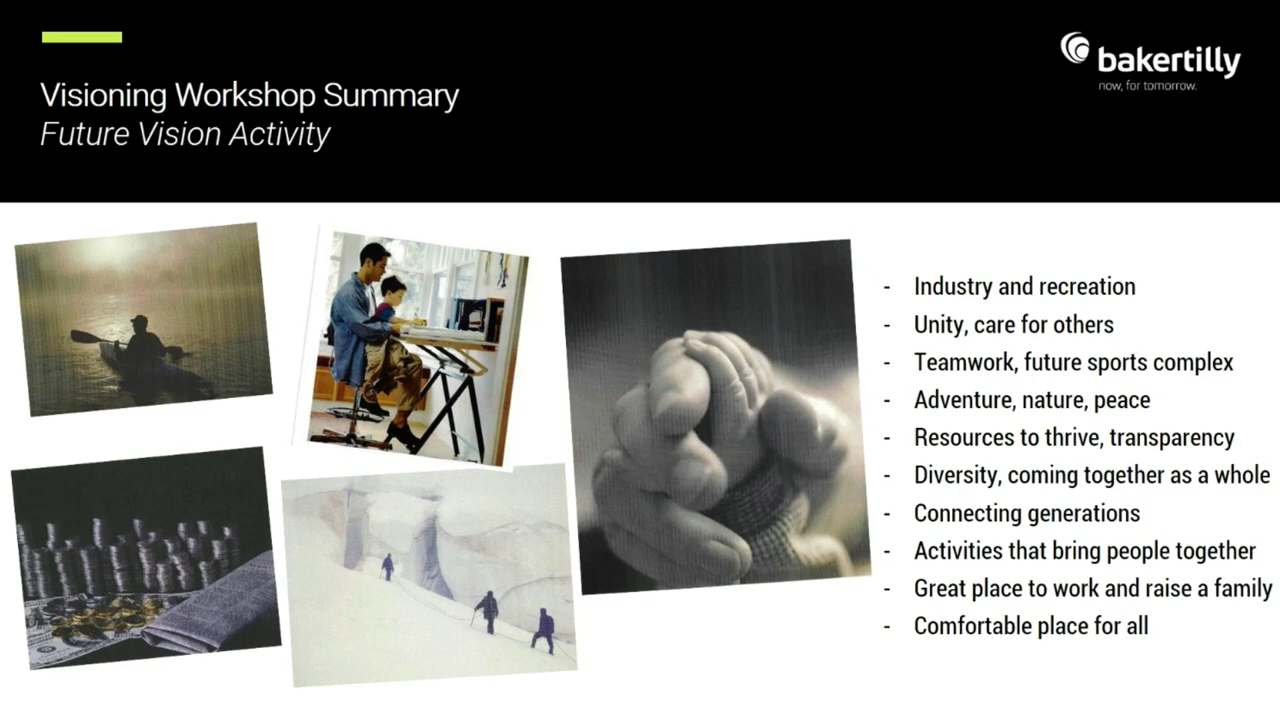 Visioning Workshop Summary
Future Vision Activity
bakertilly
now, for tomorrow.
- Industry and recreation
- Unity, care for others
- Teamwork, future sports complex
- Adventure, nature, peace
- Resources to thrive, transparency
- Diversity, coming together as a whole
- Connecting generations
- Activities that bring people together
- Great place to work and raise a family
- Comfortable place for all